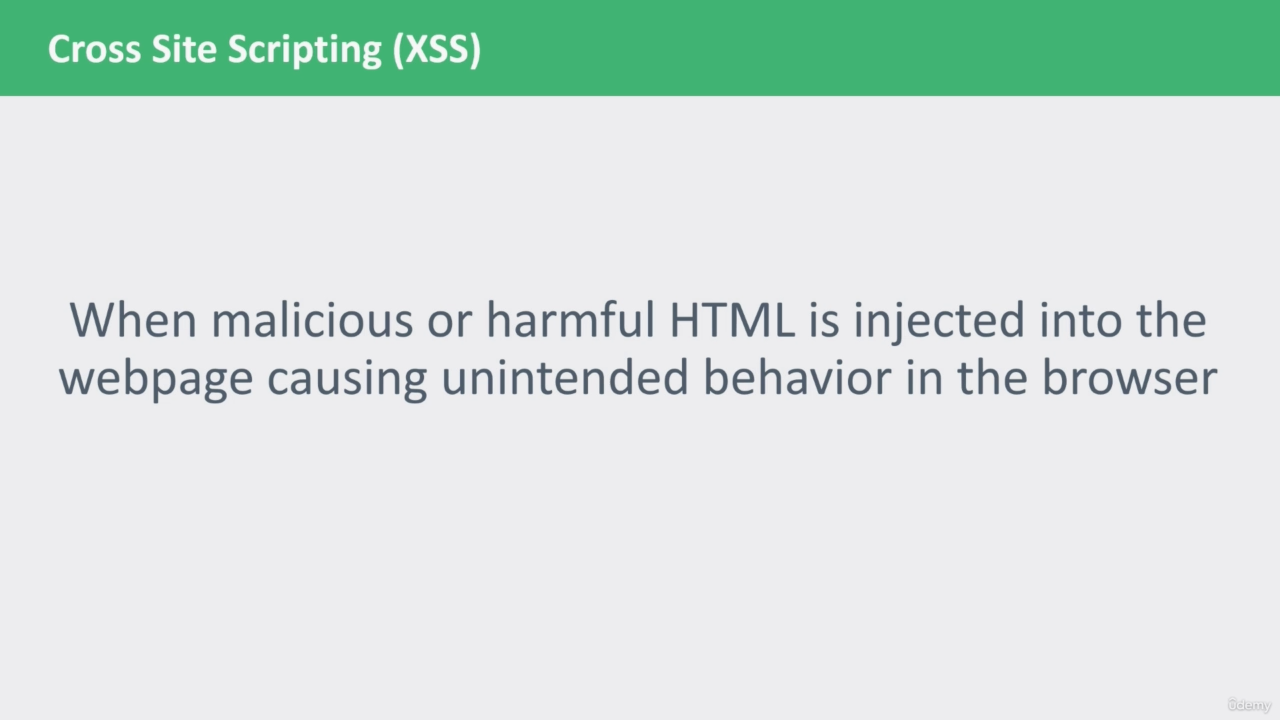 Cross Site Scripting (XSS)
When malicious or harmful HTML is injected into the
webpage causing unintended behavior in the browser
ûdemy